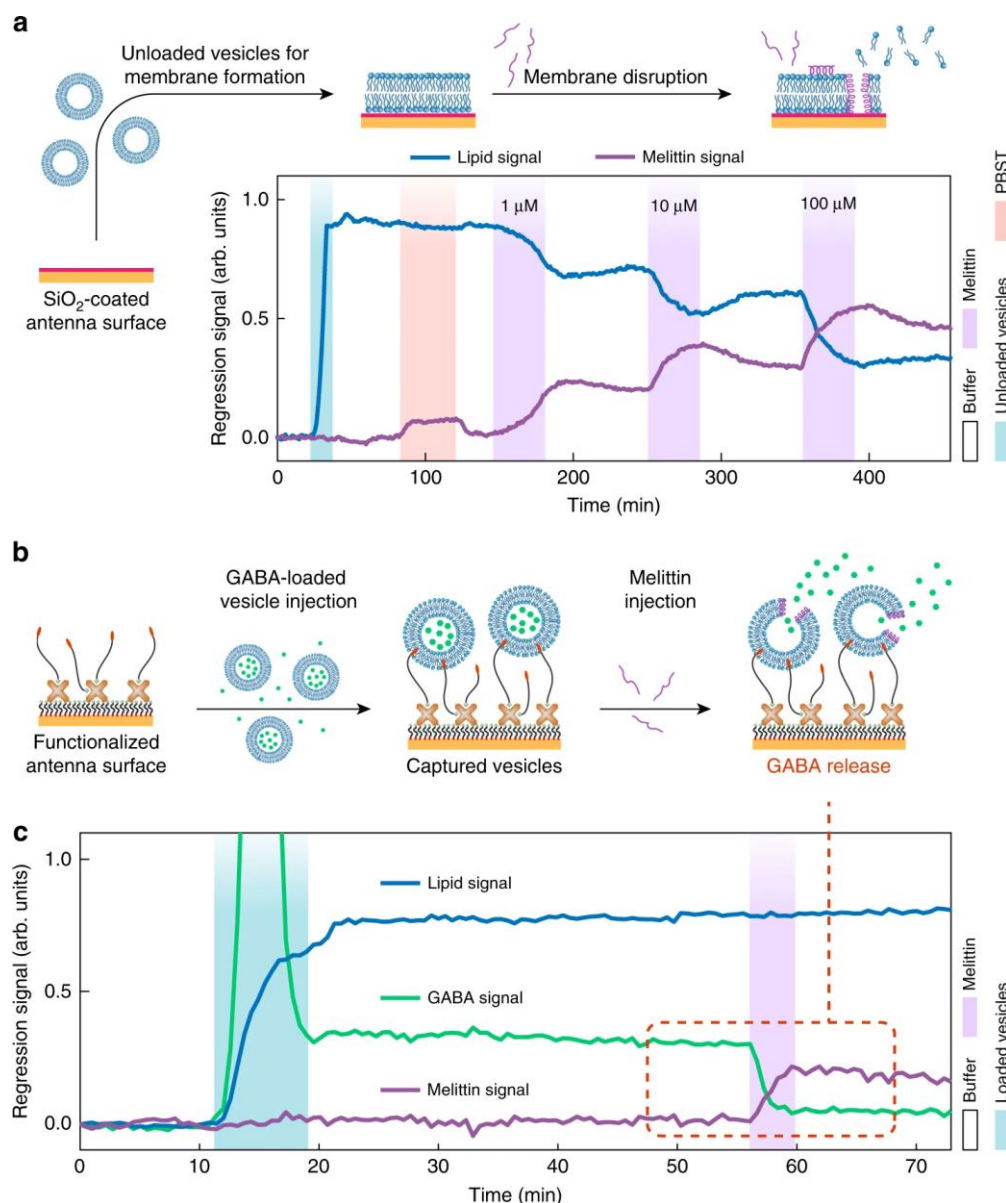 a
Unloaded vesicles for
membrane formation
Membrane disruption
SiO₂-coated
antenna surface
Lipid signal
Melittin signal
1 μM
10 μM
100 μM
1.0
0.5
0.0
Regression signal (arb. units)
0
100
200
300
400
Time (min)
Buffer
Melittin
Unloaded vesicles
PBST
b
GABA-loaded
vesicle injection
Melittin
injection
Functionalized
antenna surface
Captured vesicles
GABA release
c
1.0
0.5
0.0
Regression signal (arb. units)
Lipid signal
GABA signal
Melittin signal
0
10
20
30
40
50
60
70
Time (min)
Buffer
Melittin
Loaded vesicles